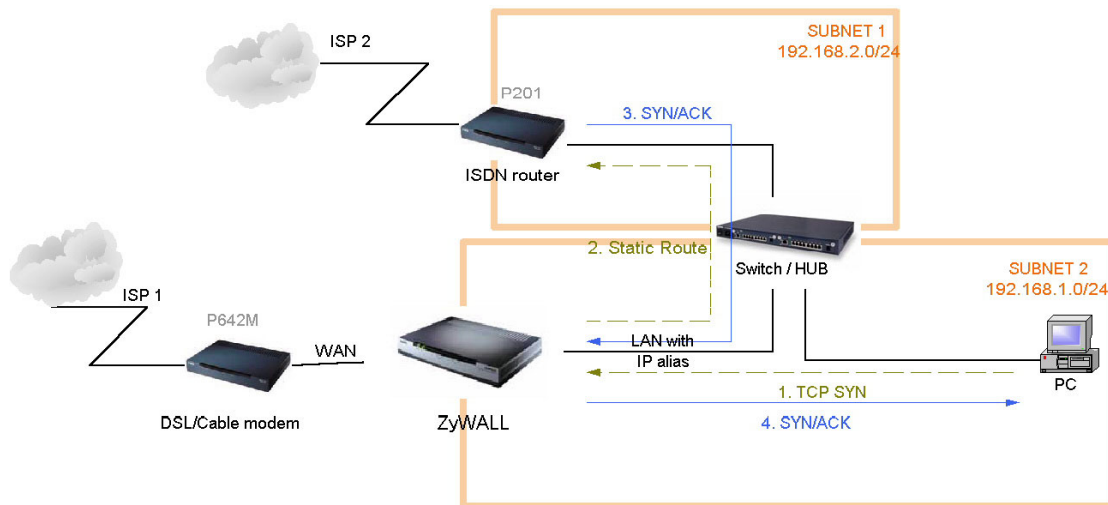 SUBNET 1
192.168.2.0/24
ISP 2
P201
3. SYN/ACK
ISDN router
2. Static Route
Switch / HUB
SUBNET 2
192.168.1.0/24
ISP 1
P642M
WAN
LAN with
IP alias
PC
1. TCP SYN
DSL/Cable modem
ZyWALL
4. SYN/ACK